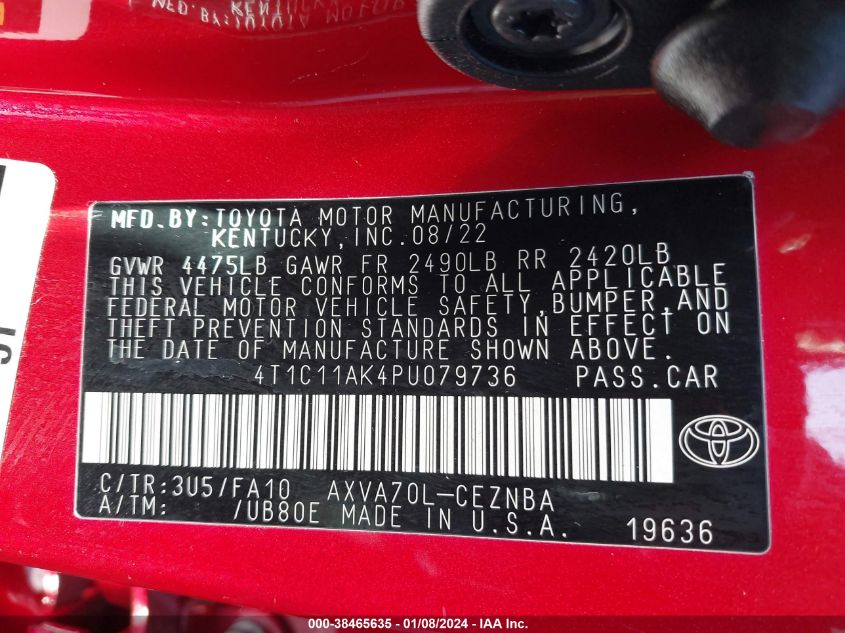 MFD. BY: TOYOTA MOTOR MANUFACTURING,
KENTUCKY, INC. 08/22
GVWR 4475LB GAWR FR 2490LB RR 2420LB
THIS VEHICLE CONFORMS TO ALL APPLICABLE
FEDERAL MOTOR VEHICLE SAFETY, BUMPER, AND
THEFT PREVENTION STANDARDS IN EFFECT ON
THE DATE OF MANUFACTURE SHOWN ABOVE.
4T1C11AK4PU079736 PASS.CAR
C/TR:3U5/FA10 AXVA70L-CEZNBA
A/TM: /UB80E MADE IN U.S.A. 19636
000-38465635 - 01/08/2024 - IAA Inc.